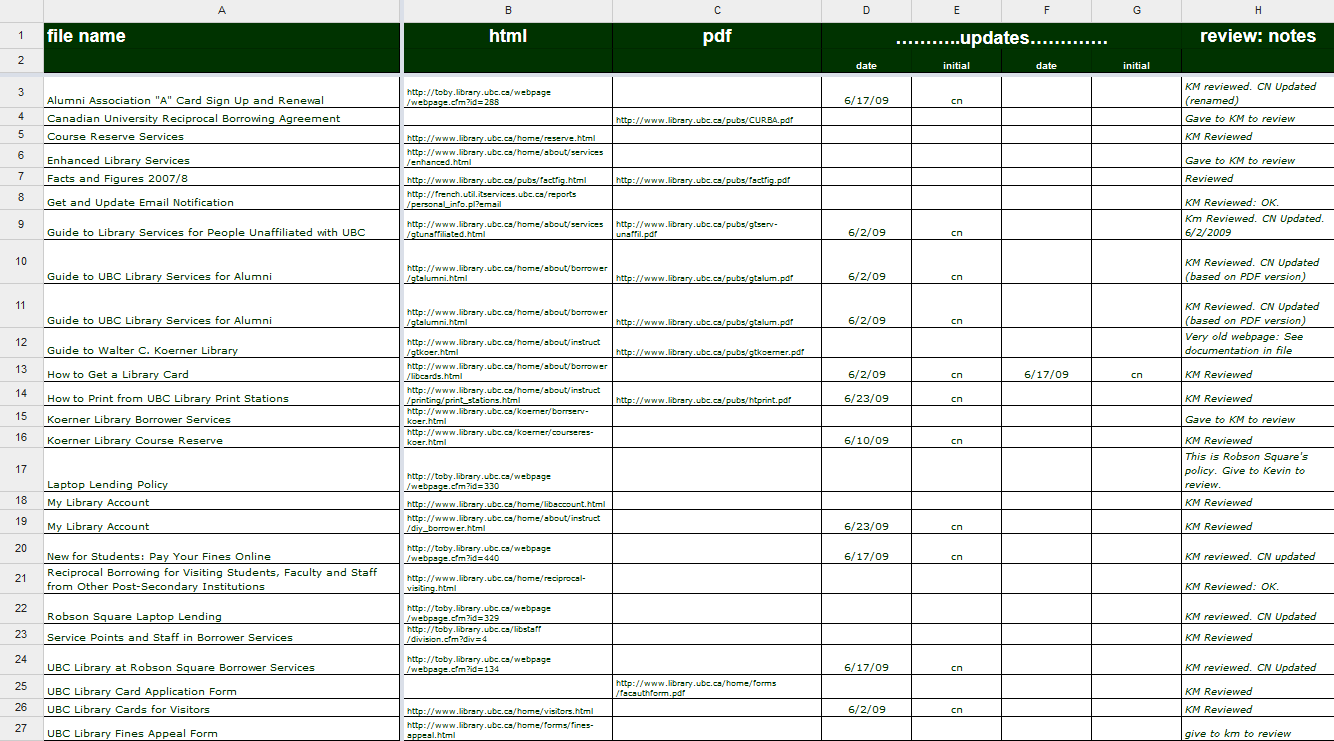 A B C D E F G H
1 file name html pdf ...........updates............. review: notes
2 date initial date initial
3 Alumni Association "A" Card Sign Up and Renewal http://toby.library.ubc.ca/webpage/webpage.cfm?id=288 6/17/09 cn KM reviewed. CN Updated (renamed)
4 Canadian University Reciprocal Borrowing Agreement http://www.library.ubc.ca/pubs/CURBA.pdf Gave to KM to review
5 Course Reserve Services http://www.library.ubc.ca/home/reserve.html KM Reviewed
6 Enhanced Library Services http://www.library.ubc.ca/home/about/services/enhanced.html Gave to KM to review
7 Facts and Figures 2007/8 http://www.library.ubc.ca/pubs/factfig.html http://www.library.ubc.ca/pubs/factfig.pdf Reviewed
8 Get and Update Email Notification http://french.util.itservices.ubc.ca/reports/personal_info.pl?email KM Reviewed: OK.
9 Guide to Library Services for People Unaffiliated with UBC http://www.library.ubc.ca/home/about/services/gtunaffiliated.html http://www.library.ubc.ca/pubs/gtserv-unaffil.pdf 6/2/09 cn Km Reviewed. CN Updated. 6/2/2009
10 Guide to UBC Library Services for Alumni http://www.library.ubc.ca/home/about/borrower/gtalumni.html http://www.library.ubc.ca/pubs/gtalum.pdf 6/2/09 cn KM Reviewed. CN Updated (based on PDF version)
11 Guide to UBC Library Services for Alumni http://www.library.ubc.ca/home/about/borrower/gtalumni.html http://www.library.ubc.ca/pubs/gtalum.pdf 6/2/09 cn KM Reviewed. CN Updated (based on PDF version)
12 Guide to Walter C. Koerner Library http://www.library.ubc.ca/home/about/instruct/gtkoer.html http://www.library.ubc.ca/pubs/gtkoerner.pdf Very old webpage: See documentation in file
13 How to Get a Library Card http://www.library.ubc.ca/home/about/borrower/libcards.html 6/2/09 cn 6/17/09 cn KM Reviewed
14 How to Print from UBC Library Print Stations http://www.library.ubc.ca/home/about/instruct/printing/print_stations.html http://www.library.ubc.ca/pubs/htprint.pdf 6/23/09 cn KM Reviewed
15 Koerner Library Borrower Services http://www.library.ubc.ca/koerner/borrserv-koer.html Gave to KM to review
16 Koerner Library Course Reserve http://www.library.ubc.ca/koerner/courseres-koer.html 6/10/09 cn KM Reviewed
17 Laptop Lending Policy http://toby.library.ubc.ca/webpage/webpage.cfm?id=330 This is Robson Square's policy. Give to Kevin to review.
18 My Library Account http://www.library.ubc.ca/home/libaccount.html KM Reviewed
19 My Library Account http://www.library.ubc.ca/home/about/instruct/diy_borrower.html 6/23/09 cn KM Reviewed
20 New for Students: Pay Your Fines Online http://toby.library.ubc.ca/webpage/webpage.cfm?id=440 6/17/09 cn KM reviewed. CN updated
21 Reciprocal Borrowing for Visiting Students, Faculty and Staff from Other Post-Secondary Institutions http://www.library.ubc.ca/home/reciprocal-visiting.html KM Reviewed: OK.
22 Robson Square Laptop Lending http://toby.library.ubc.ca/webpage/webpage.cfm?id=329 KM reviewed. CN Updated
23 Service Points and Staff in Borrower Services http://toby.library.ubc.ca/libstaff/division.cfm?div=4 KM Reviewed
24 UBC Library at Robson Square Borrower Services http://toby.library.ubc.ca/webpage/webpage.cfm?id=134 6/17/09 cn KM reviewed. CN Updated
25 UBC Library Card Application Form http://www.library.ubc.ca/home/forms/facauthform.pdf KM Reviewed
26 UBC Library Cards for Visitors http://www.library.ubc.ca/home/visitors.html 6/2/09 cn KM Reviewed
27 UBC Library Fines Appeal Form http://www.library.ubc.ca/home/forms/fines-appeal.html give to km to review